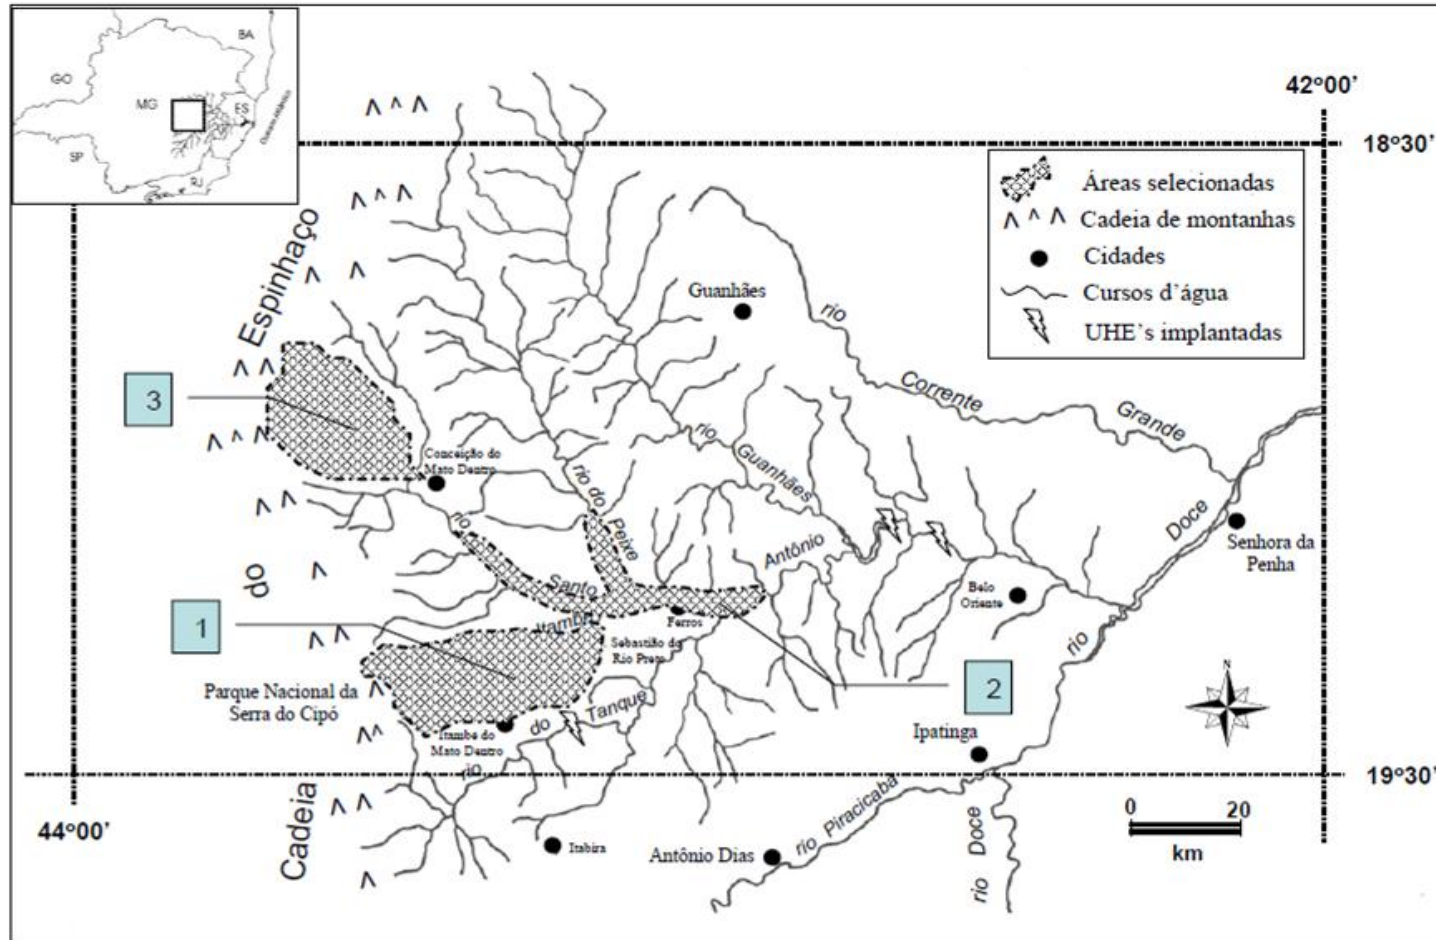 BA
GO
MG
ES
SP
RJ
42°00'
18°30'
Áreas selecionadas
Cadeia de montanhas
Cidades
Cursos d'água
UHE's implantadas
Espinhaço
Guanhães
rio
Corrente
Grande
3
Conceição do
Mato Dentro
rio
Guanhães
rio do
Peixe
rio
Santo
Antônio
Doce
Senhora da
Penha
do
Belo
Oriente
1
Ferros
Sebastião do
Rio Preto
rio
Parque Nacional da
Serra do Cipó
2
Tanque
do
Itambé do
Mato Dentro
rio
Ipatinga
N
19°30'
44°00'
Cadeia
rio Piracicaba
0 20
km
Itabira
Antônio Dias
rio Doce